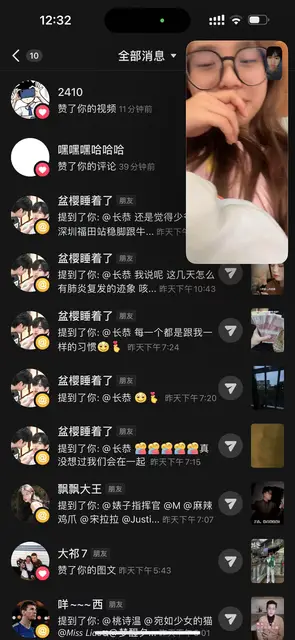 12:32
10
全部消息
2410
赞了你的视频 11分钟前
嘿嘿嘿哈哈哈
赞了你的评论 39分钟前
盆樱睡着了 朋友
提到了你: @长恭 还是觉得少
深圳福田站稳脚跟牛... 昨天下
盆樱睡着了 朋友
提到了你: @长恭 我说呢 这几天怎么
有肺炎复发的迹象 咳... 昨天下午10:43
盆樱睡着了 朋友
提到了你: @长恭 每一个都是跟我一
样的习惯 昨天下午7:24
盆樱睡着了 朋友
提到了你: @长恭 昨天下午7:20
盆樱睡着了 朋友
提到了你: @长恭 真
没想过我们会在一起 昨天下午7:15
飘飘大王 朋友
提到了你: @婊子指挥官 @M @麻辣
鸡爪 @宋拉拉 @Justi... 昨天下午7:07
大祁7 朋友
赞了你的图文 昨天下午5:43
咩~~~西 朋友
提到了你: @桃诗温 @宛如少女的猫
@Miss Lia